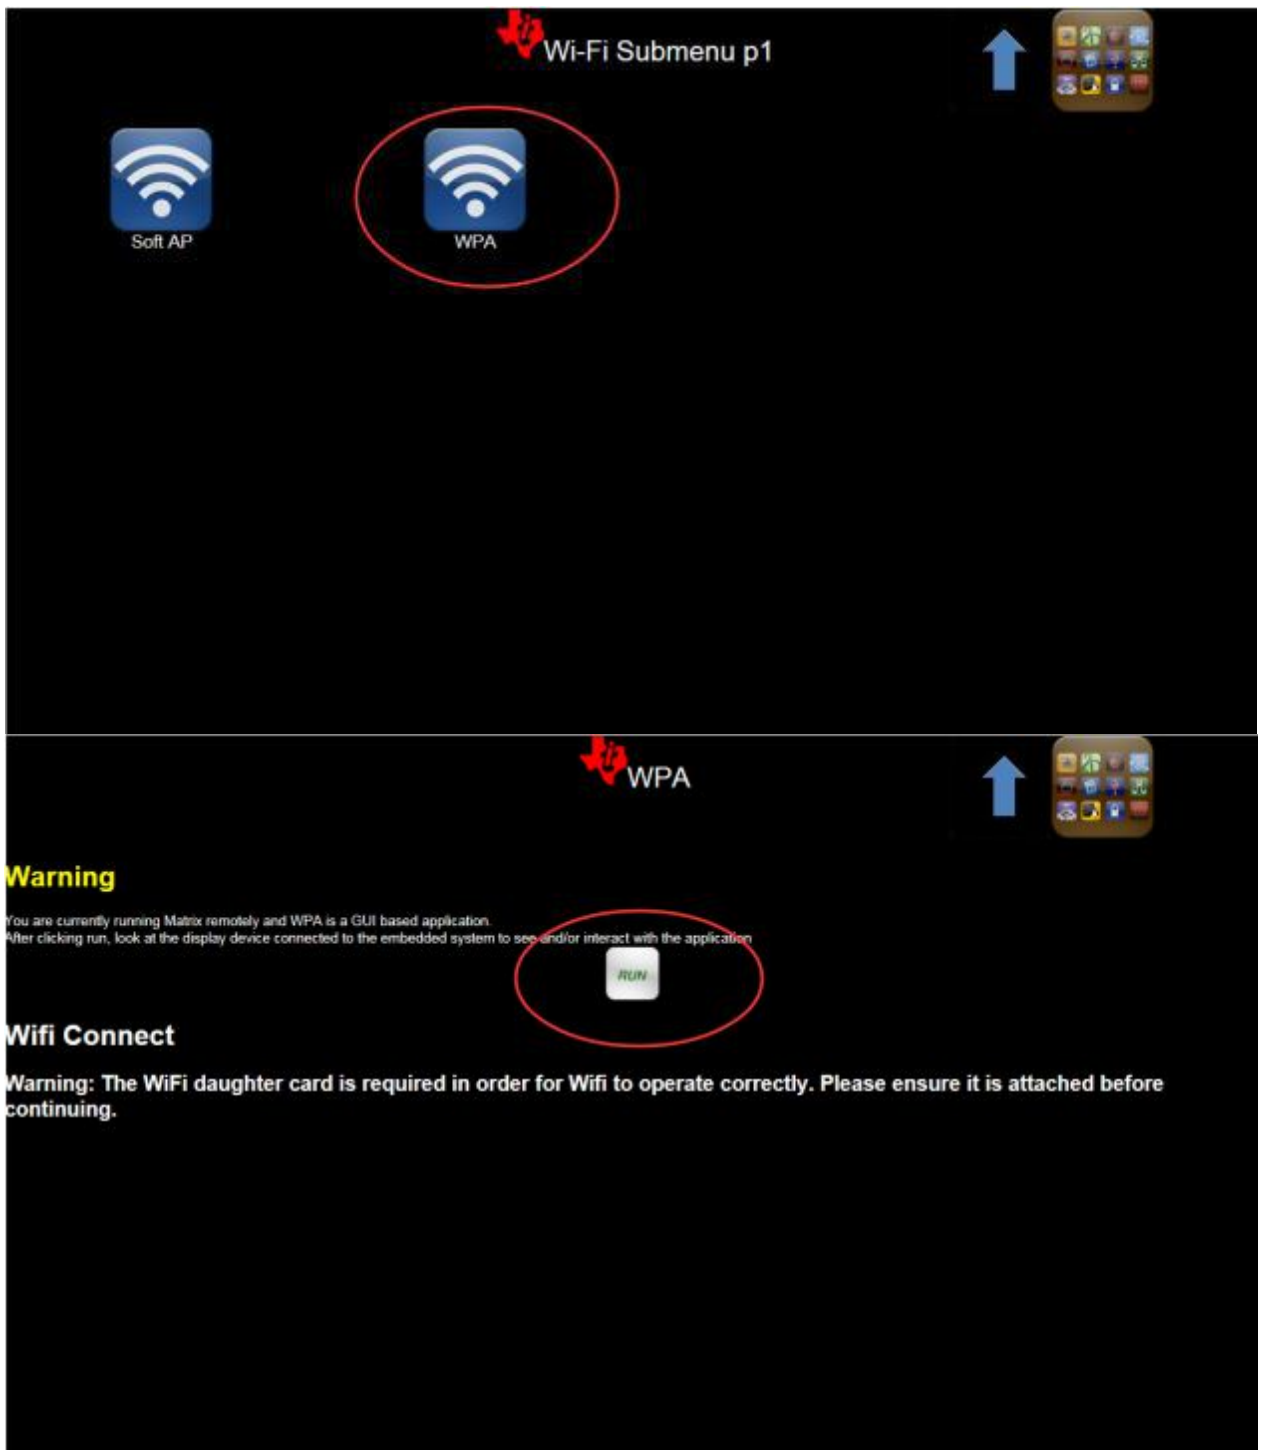 Wi-Fi Submenu p1
Soft AP
WPA
WPA
Warning
You are currently running Matrix remotely and WPA is a GUI based application.
After clicking run, look at the display device connected to the embedded system to see and/or interact with the application
RUN
Wifi Connect
Warning: The WiFi daughter card is required in order for Wifi to operate correctly. Please ensure it is attached before
continuing.